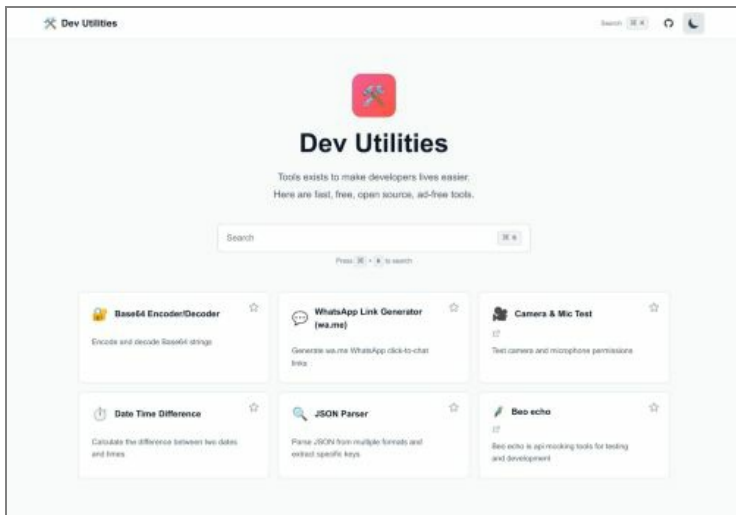 Dev Utilities
Search ⌘ K
Dev Utilities
Tools exists to make developers lives easier.
Here are fast, free, open source, ad-free tools.
Search
⌘ K
Press ⌘ + K to search
Base64 Encoder/Decoder
Encode and decode Base64 strings
WhatsApp Link Generator
(wa.me)
Generate wa.me WhatsApp click-to-chat
links
Camera & Mic Test
Test camera and microphone permissions
Date Time Difference
Calculate the difference between two dates
and times
JSON Parser
Parse JSON from multiple formats and
extract specific keys
Beo echo
Beo echo is api mocking tools for testing
and development